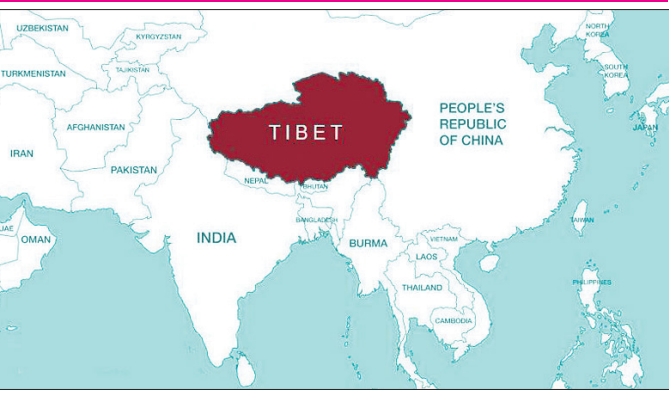 UZBEKISTAN
KYRGYZSTAN
NORTH
KOREA
TURKMENISTAN
TAJIKISTAN
SOUTH
KOREA
TIBET
PEOPLE'S
REPUBLIC
OF CHINA
AFGHANISTAN
JAPAN
IRAN
PAKISTAN
NEPAL
BHUTAN
BANGLADESH
TAIWAN
UAE
OMAN
INDIA
BURMA
VIETNAM
LAOS
THAILAND
PHILIPPINES
CAMBODIA